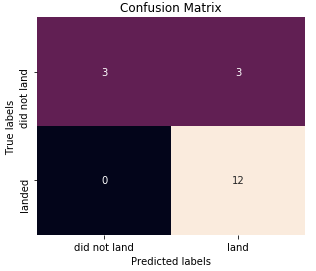 Confusion Matrix
True labels
did not land
3 3
landed
0 12
did not land land
Predicted labels